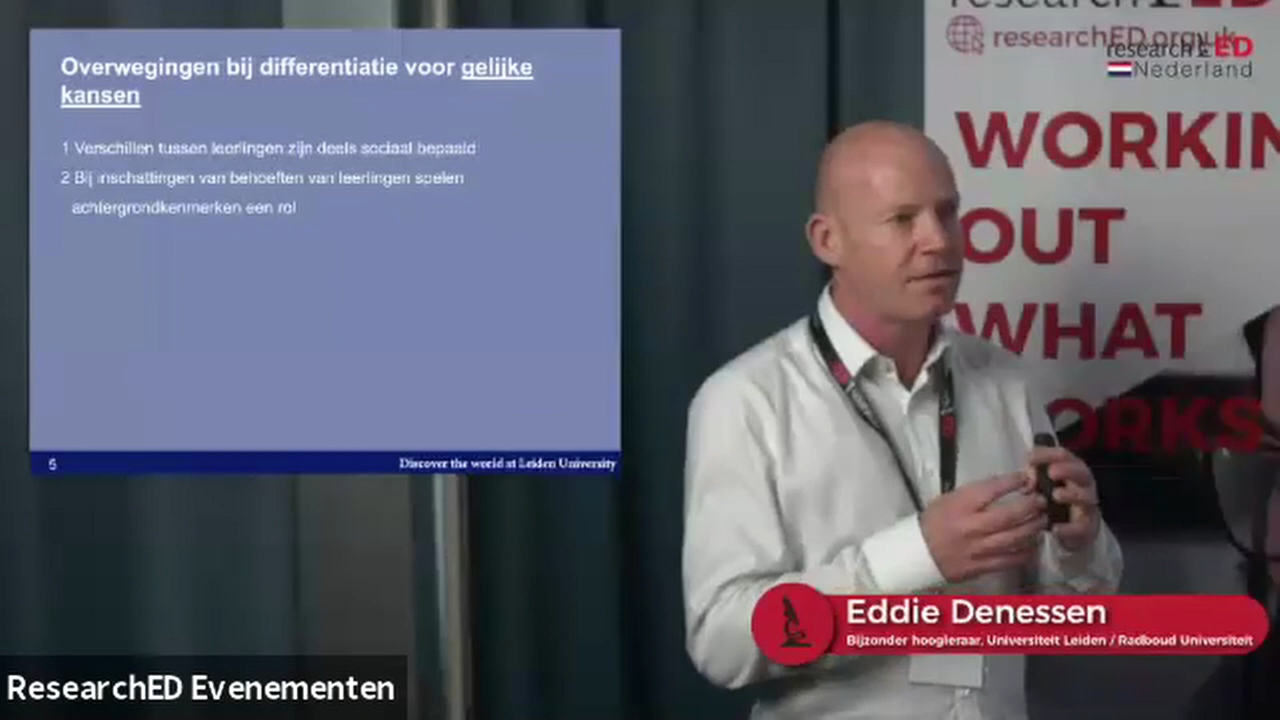 Overwegingen bij differentiatie voor gelijke
kansen
1 Verschillen tussen leerlingen zijn deels sociaal bepaald
2 Bij inschattingen van behoeften van leerlingen spelen
achtergrondkenmerken een rol
5
Discover the world at Leiden University
researchED.org.uk
researchED
Nederland
WORKIN
OUT
WHAT
WORKS
Eddie Denessen
Bijzonder hoogleraar, Universiteit Leiden / Radboud Universiteit
ResearchED Evenementen